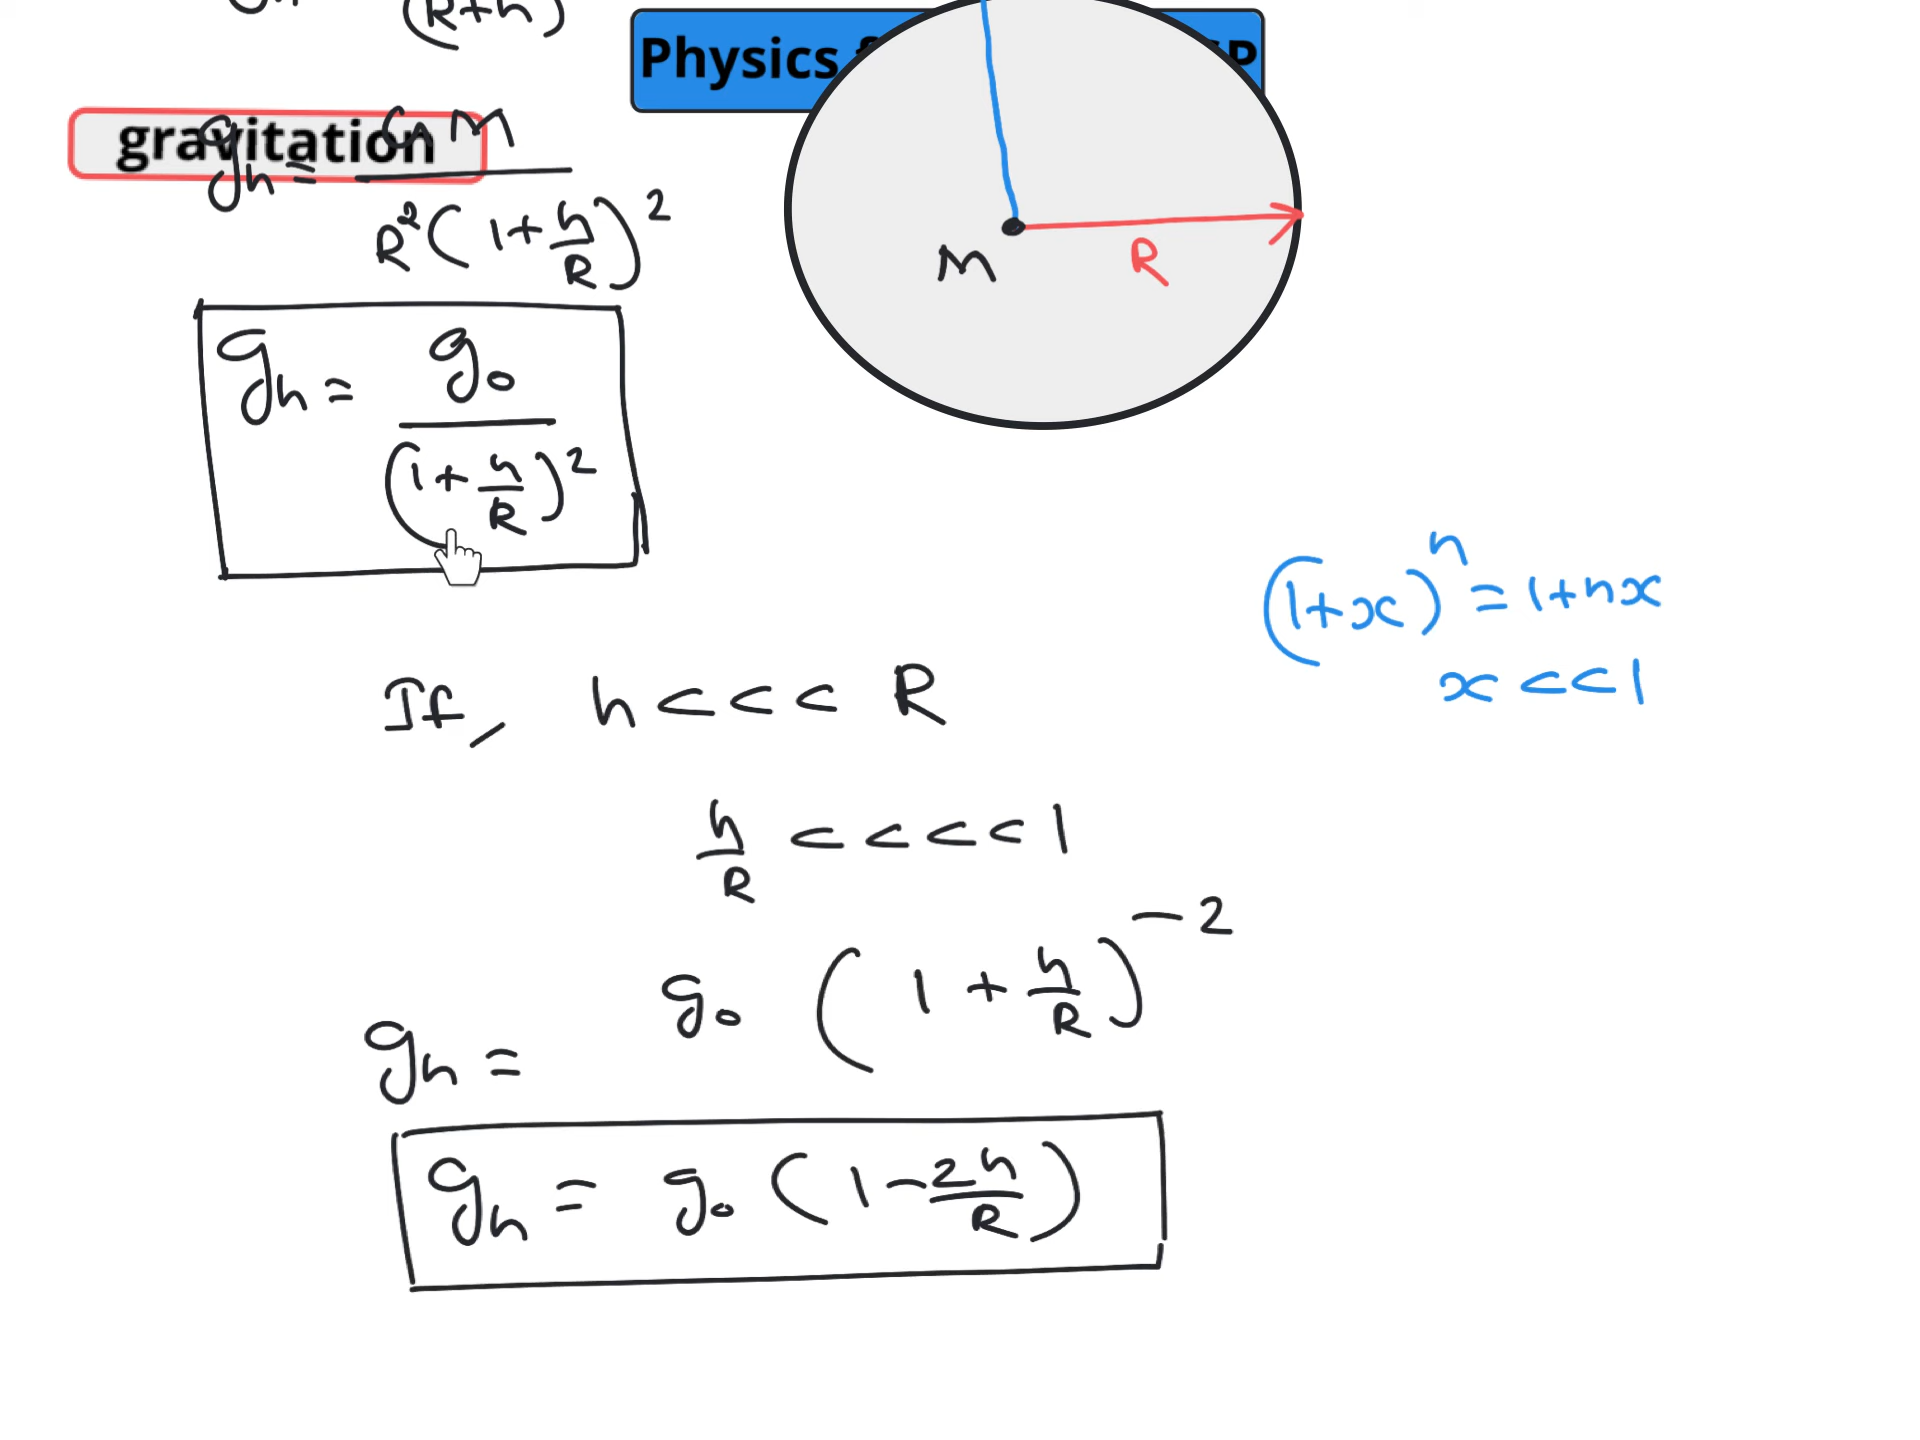 (R+h)
Physics
gravitation
gh = GM / R²(1+h/R)²
gh = g₀ / (1+h/R)²
M
R
(1+x)ⁿ = 1+nx
x <<1
If, h <<< R
h/R <<<< 1
gh = g₀ (1+h/R)⁻²
gh = g₀ (1-2h/R)